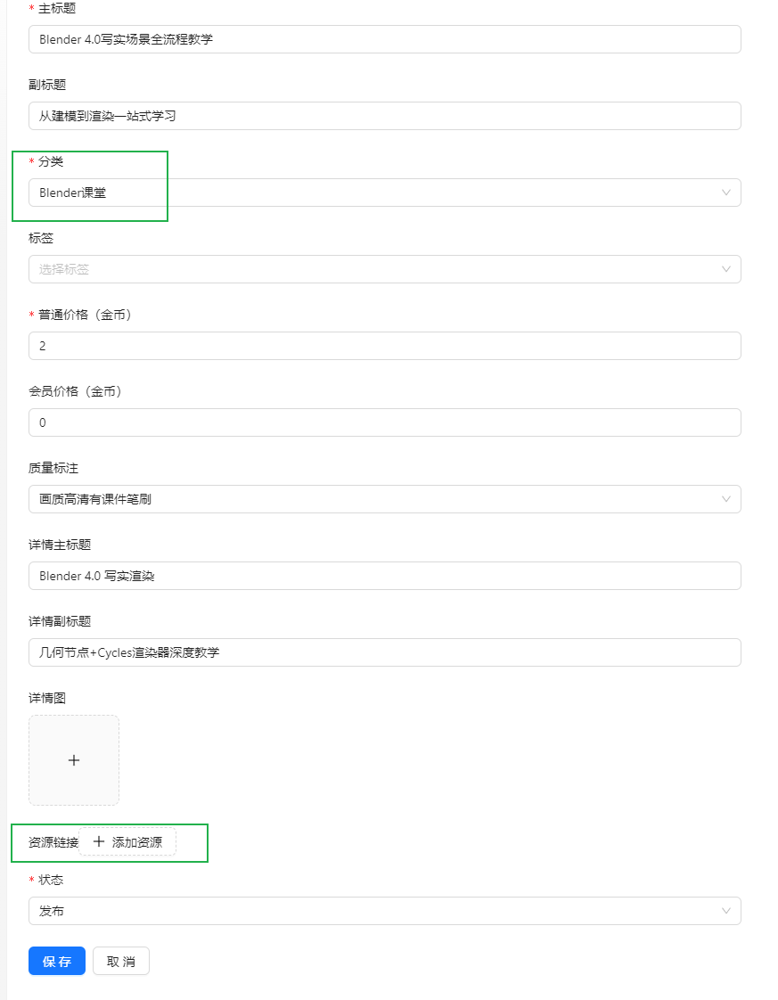 * 主标题
Blender 4.0写实场景全流程教学
副标题
从建模到渲染一站式学习
* 分类
Blender课堂
标签
选择标签
* 普通价格（金币）
2
会员价格（金币）
0
质量标注
画质高清有课件笔刷
详情主标题
Blender 4.0 写实渲染
详情副标题
几何节点+Cycles渲染器深度教学
详情图
+
资源链接 + 添加资源
* 状态
发布
保 存 取 消